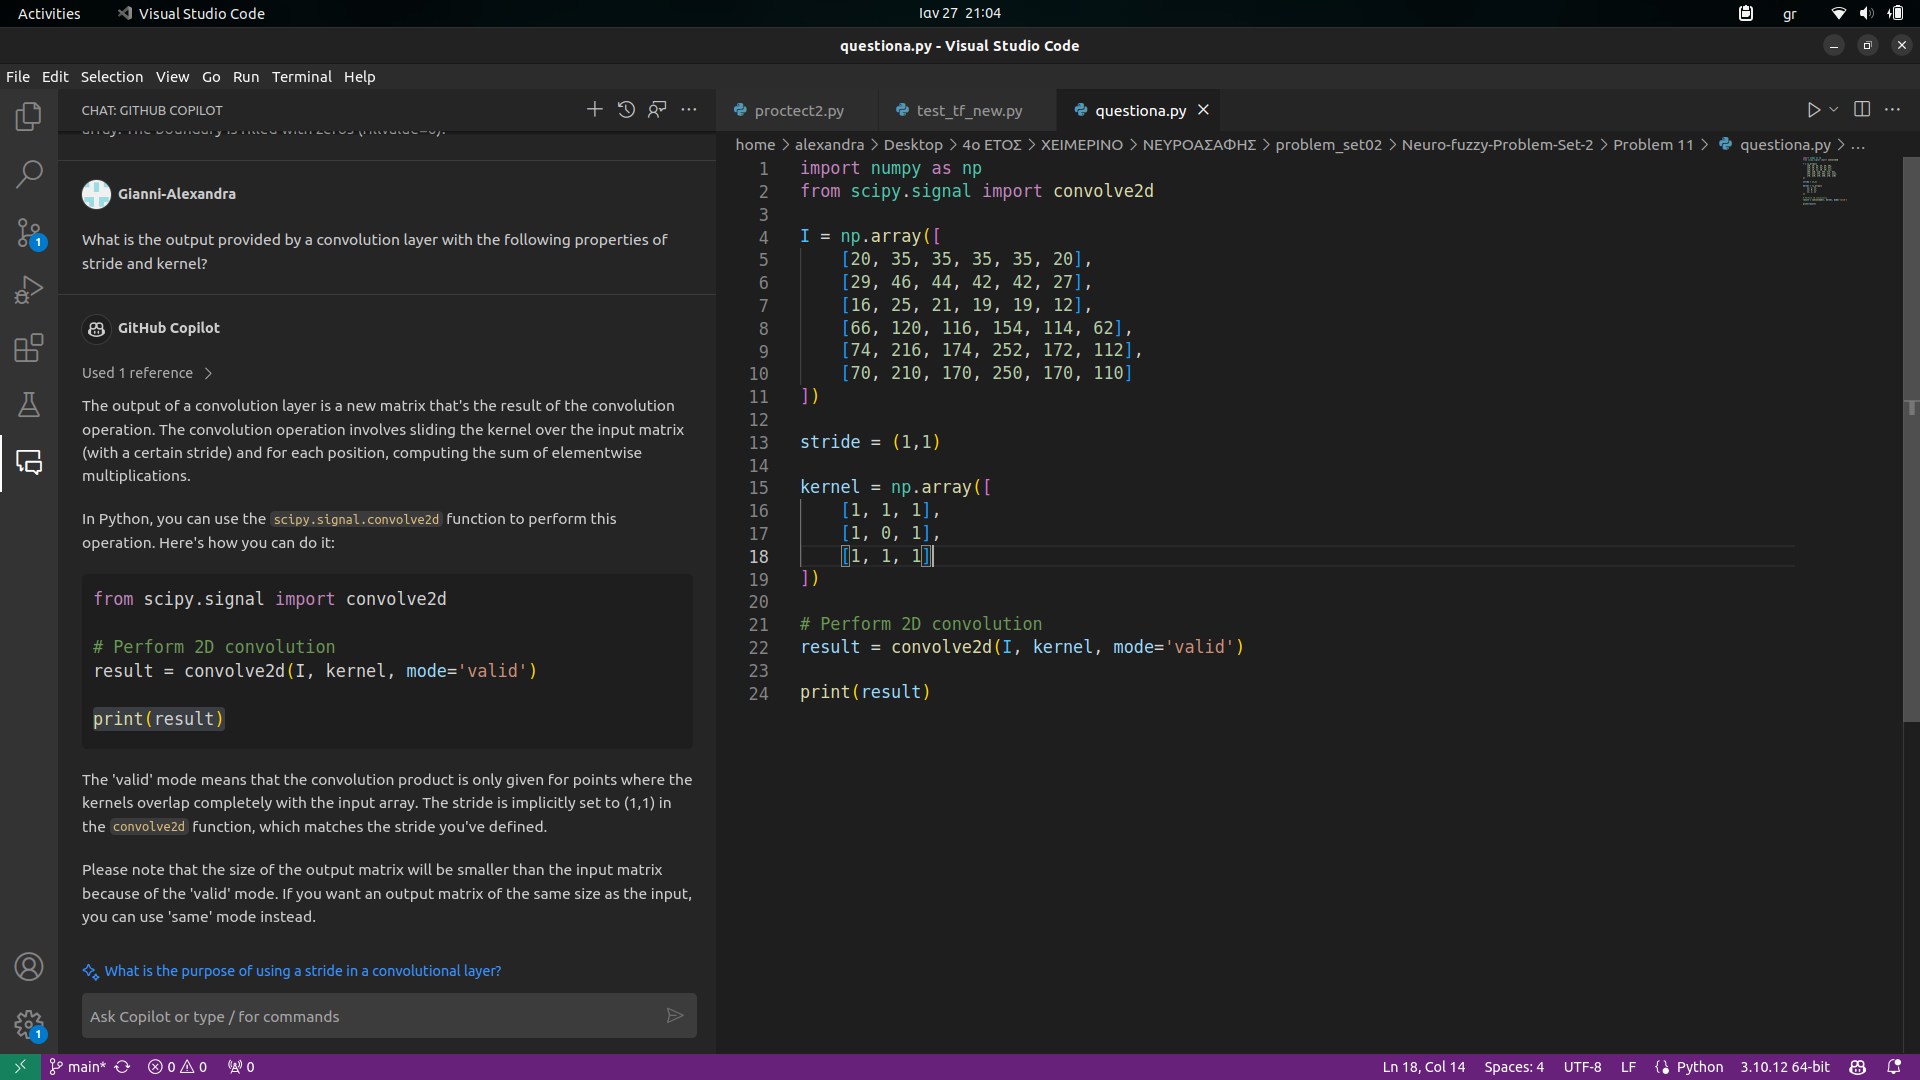 Activities
Visual Studio Code
Ιαν 27 21:04
gr
questiona.py - Visual Studio Code
File Edit Selection View Go Run Terminal Help
CHAT: GITHUB COPILOT
array. The boundary is filled with zeros (fillvalue=0).
Gianni-Alexandra
What is the output provided by a convolution layer with the following properties of
stride and kernel?
GitHub Copilot
Used 1 reference
The output of a convolution layer is a new matrix that's the result of the convolution
operation. The convolution operation involves sliding the kernel over the input matrix
(with a certain stride) and for each position, computing the sum of elementwise
multiplications.
In Python, you can use the scipy.signal.convolve2d function to perform this
operation. Here's how you can do it:
from scipy.signal import convolve2d
# Perform 2D convolution
result = convolve2d(I, kernel, mode='valid')
print(result)
The 'valid' mode means that the convolution product is only given for points where the
kernels overlap completely with the input array. The stride is implicitly set to (1,1) in
the convolve2d function, which matches the stride you've defined.
Please note that the size of the output matrix will be smaller than the input matrix
because of the 'valid' mode. If you want an output matrix of the same size as the input,
you can use 'same' mode instead.
What is the purpose of using a stride in a convolutional layer?
Ask Copilot or type / for commands
1
1
proctect2.py
test_tf_new.py
questiona.py
home > alexandra > Desktop > 4ο ΕΤΟΣ > ΧΕΙΜΕΡΙΝΟ > ΝΕΥΡΟΑΣΑΦΗΣ > problem_set02 > Neuro-fuzzy-Problem-Set-2 > Problem 11 > questiona.py > ...
1 import numpy as np
2 from scipy.signal import convolve2d
3
4 I = np.array([
5 [20, 35, 35, 35, 35, 20],
6 [29, 46, 44, 42, 42, 27],
7 [16, 25, 21, 19, 19, 12],
8 [66, 120, 116, 154, 114, 62],
9 [74, 216, 174, 252, 172, 112],
10 [70, 210, 170, 250, 170, 110]
11 ])
12
13 stride = (1,1)
14
15 kernel = np.array([
16 [1, 1, 1],
17 [1, 0, 1],
18 [1, 1, 1]
19 ])
20
21 # Perform 2D convolution
22 result = convolve2d(I, kernel, mode='valid')
23
24 print(result)
main* 0 0 0
Ln 18, Col 14 Spaces: 4 UTF-8 LF Python 3.10.12 64-bit